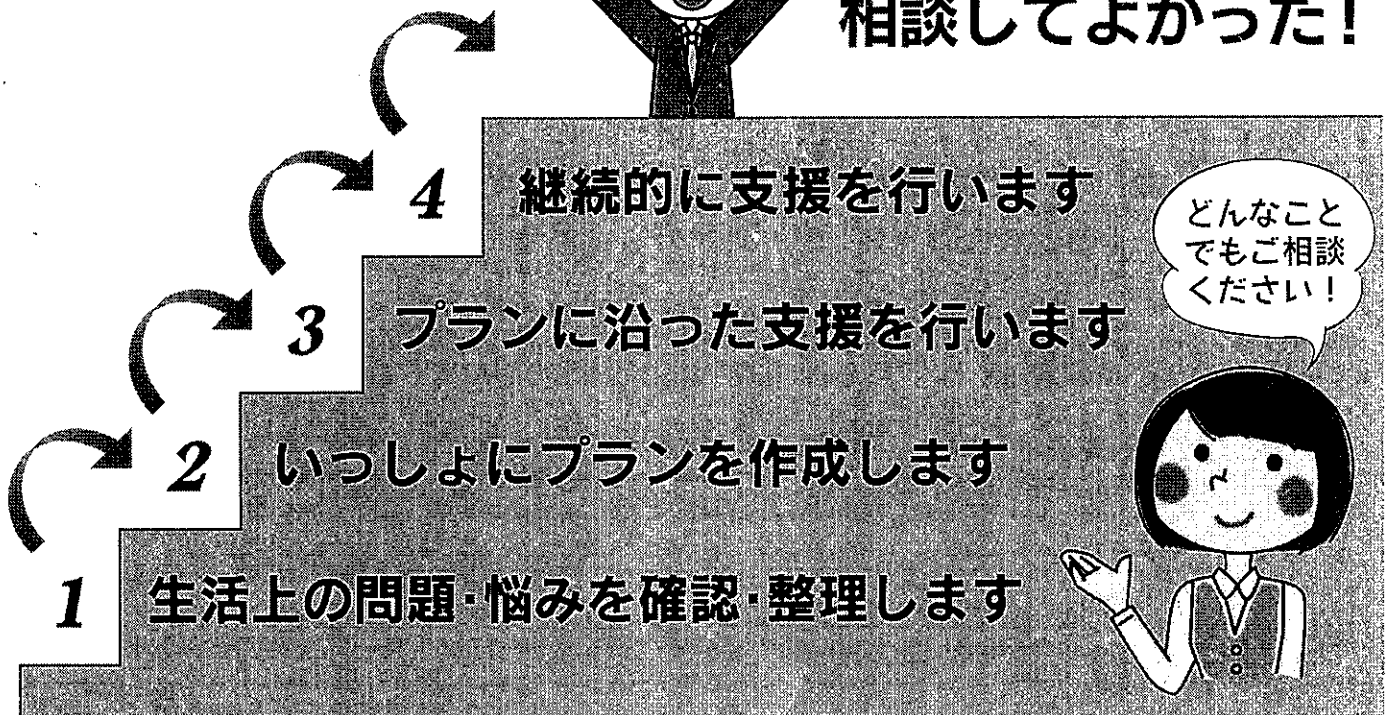 相談してよかった!
4 継続的に支援を行います
どんなこと
でもご相談
ください!
3 プランに沿った支援を行います
2 いっしょにプランを作成します
1 生活上の問題・悩みを確認・整理します